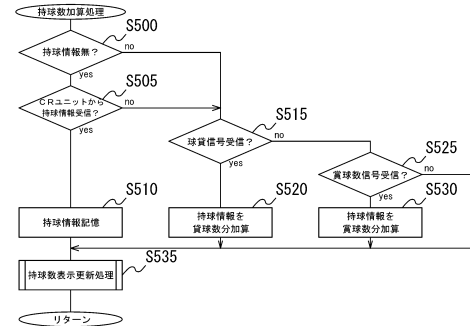 持球数加算処理
S500
持球情報無?
no
yes
S505
CRユニットから
持球情報受信?
no
yes
S515
球貸信号受信?
no
yes
S525
賞球数信号受信?
no
yes
S510
持球情報記憶
S520
持球情報を
貸球数分加算
S530
持球情報を
賞球数分加算
S535
持球数表示更新処理
リターン